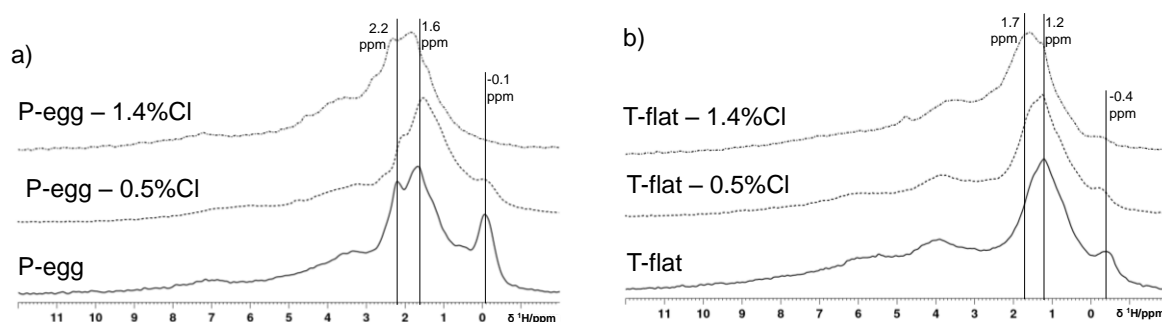 a)
2.2
ppm
1.6
ppm
-0.1
ppm
P-egg – 1.4%Cl
P-egg – 0.5%Cl
P-egg
11 10 9 8 7 6 5 4 3 2 1 0 δ ¹H/ppm
b)
1.7
ppm
1.2
ppm
-0.4
ppm
T-flat – 1.4%Cl
T-flat – 0.5%Cl
T-flat
11 10 9 8 7 6 5 4 3 2 1 0 δ ¹H/ppm